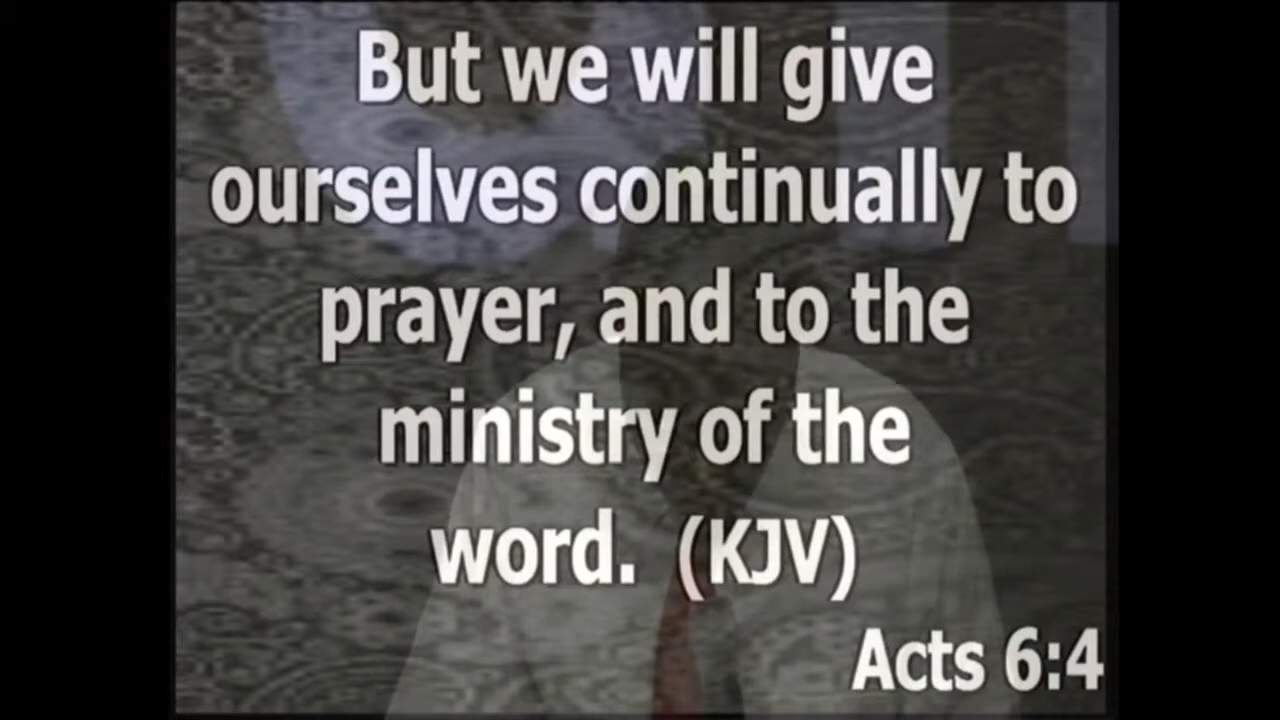 But we will give
ourselves continually to
prayer, and to the
ministry of the
word.  (KJV)
Acts 6:4